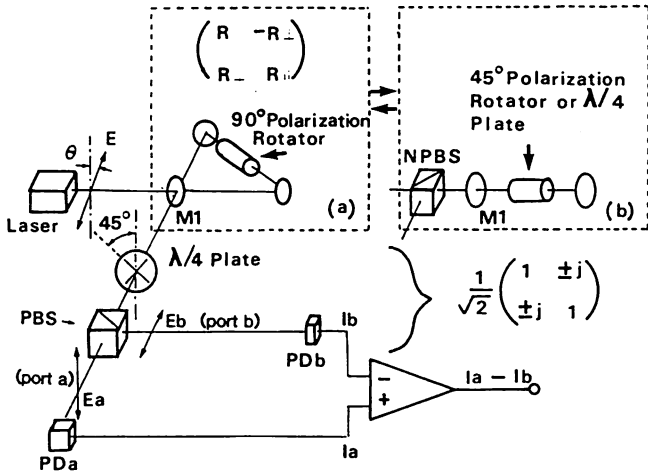 ( R -R⊥
R_ R|| )
90° Polarization
Rotator
45° Polarization
Rotator or λ/4
Plate
NPBS
E
θ
Laser
M1
(a)
M1
(b)
45°
λ/4 Plate
1/√2 ( 1 ±j
±j 1 )
PBS
Eb (port b)
Ib
PDb
(port a)
Ea
−
+
Ia − Ib
Ia
PDa